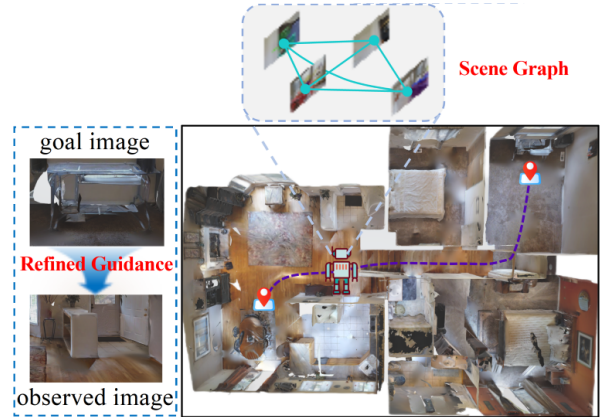 Scene Graph
goal image
Refined Guidance
observed image